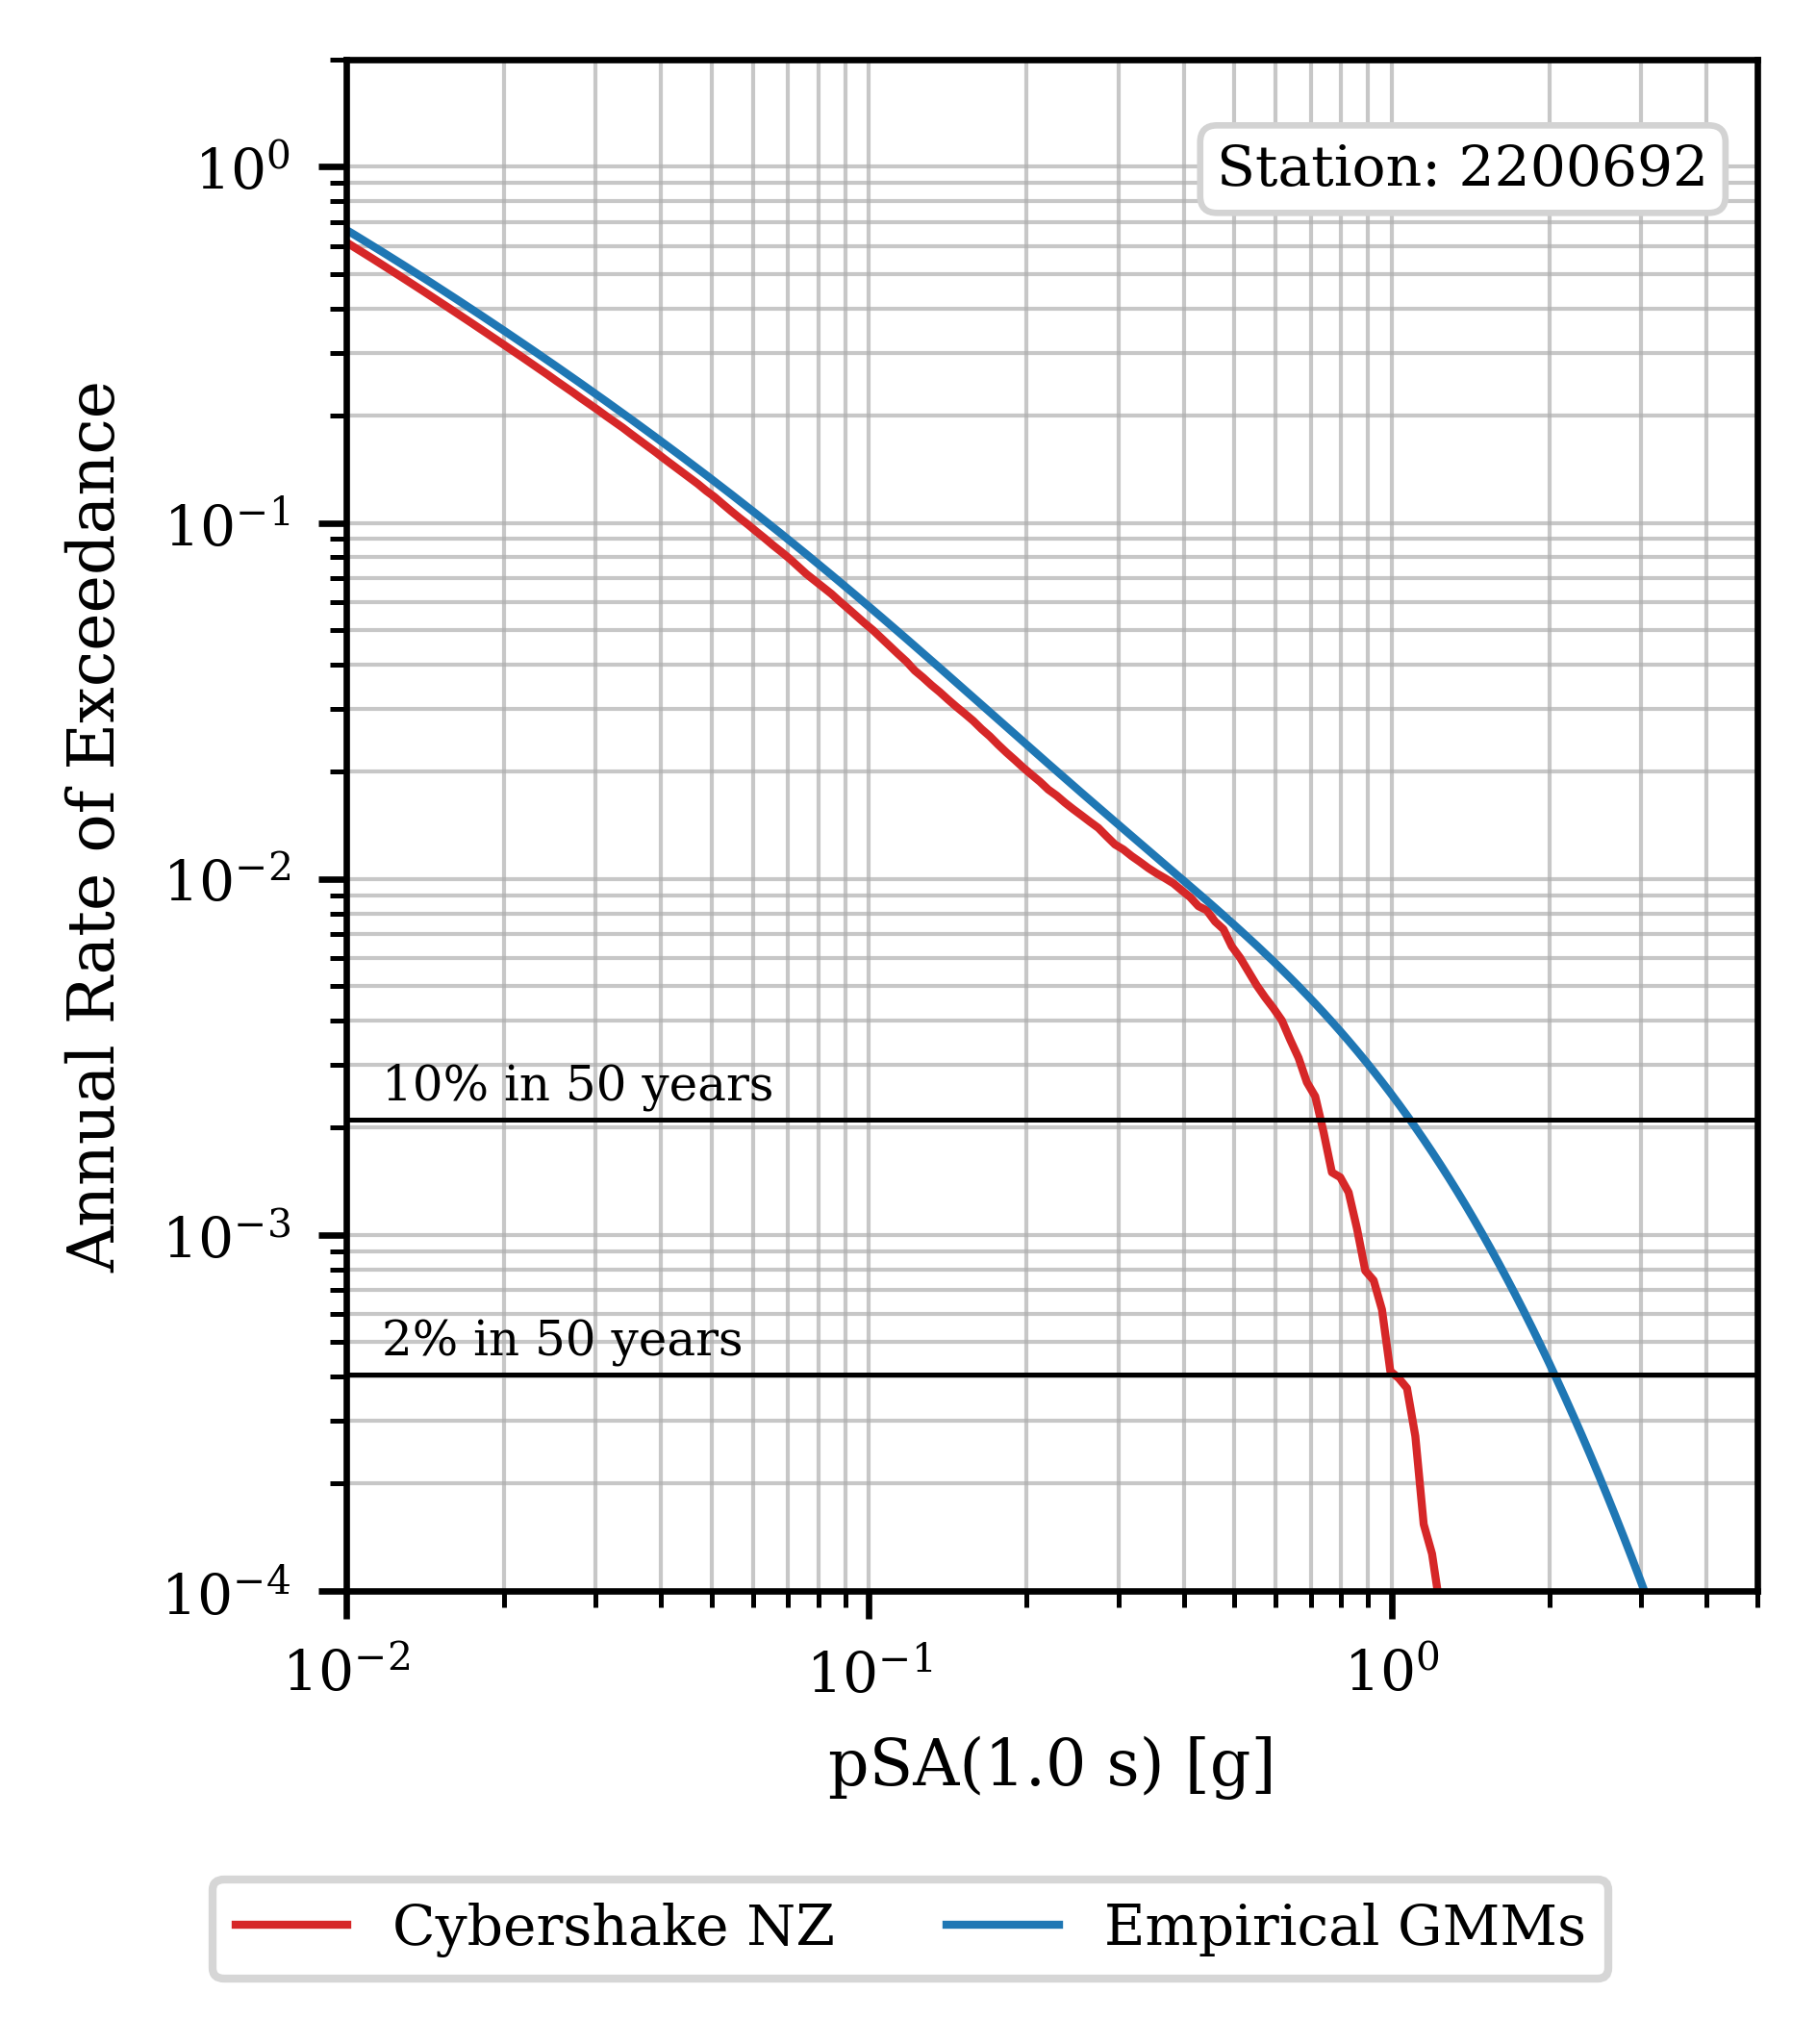 Station: 2200692
10⁰
10⁻¹
10⁻²
10⁻³
10⁻⁴
Annual Rate of Exceedance
10% in 50 years
2% in 50 years
10⁻² 10⁻¹ 10⁰
pSA(1.0 s) [g]
Cybershake NZ Empirical GMMs